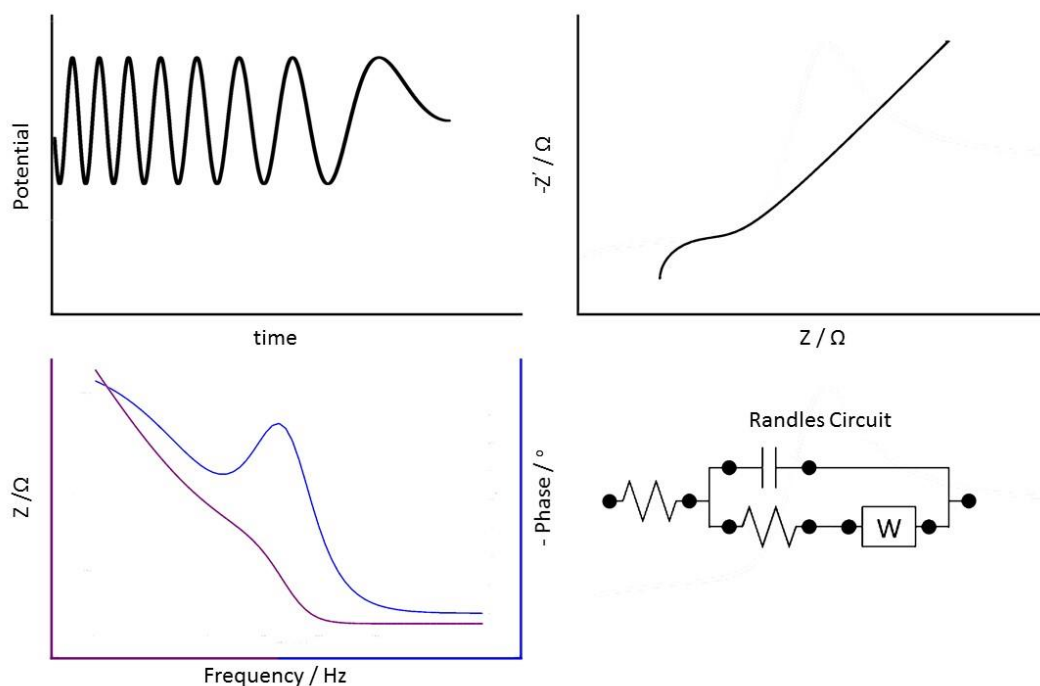 Potential
time
-Z' / Ω
Z / Ω
Z /Ω
- Phase / °
Frequency / Hz
Randles Circuit
W